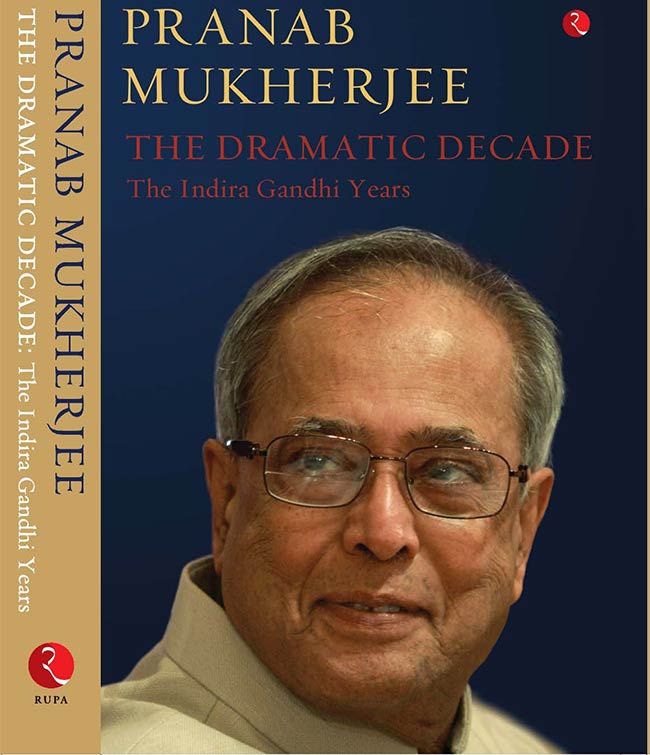 PRANAB MUKHERJEE
THE DRAMATIC DECADE: The Indira Gandhi Years
RUPA
PRANAB
MUKHERJEE
THE DRAMATIC DECADE
The Indira Gandhi Years